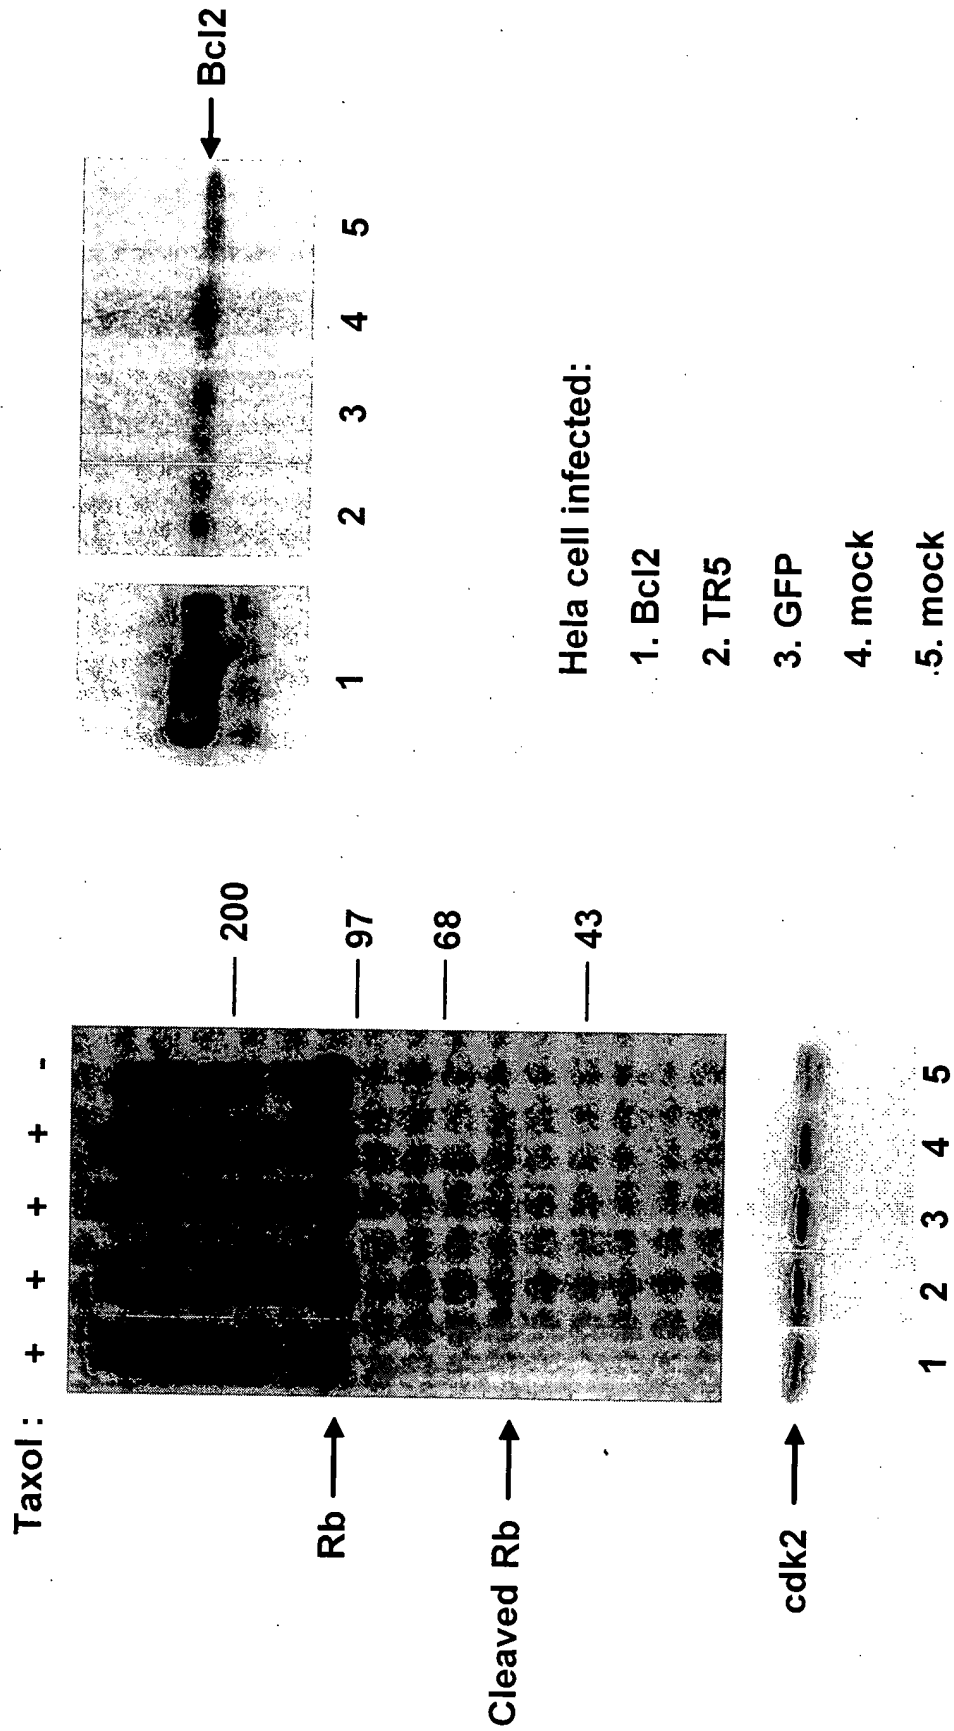 Taxol : + + + + -
Rb
Cleaved Rb
200
97
68
43
cdk2
1 2 3 4 5
Bcl2
1 2 3 4 5
Hela cell infected:
1. Bcl2
2. TR5
3. GFP
4. mock
5. mock